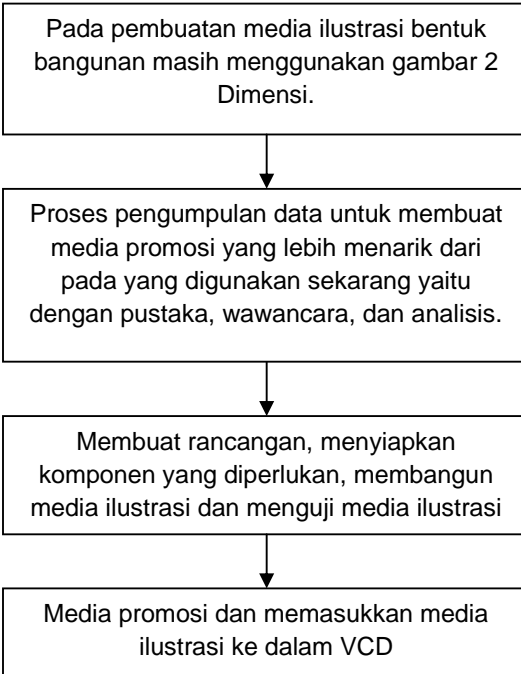 Pada pembuatan media ilustrasi bentuk
bangunan masih menggunakan gambar 2
Dimensi.
Proses pengumpulan data untuk membuat
media promosi yang lebih menarik dari
pada yang digunakan sekarang yaitu
dengan pustaka, wawancara, dan analisis.
Membuat rancangan, menyiapkan
komponen yang diperlukan, membangun
media ilustrasi dan menguji media ilustrasi
Media promosi dan memasukkan media
ilustrasi ke dalam VCD